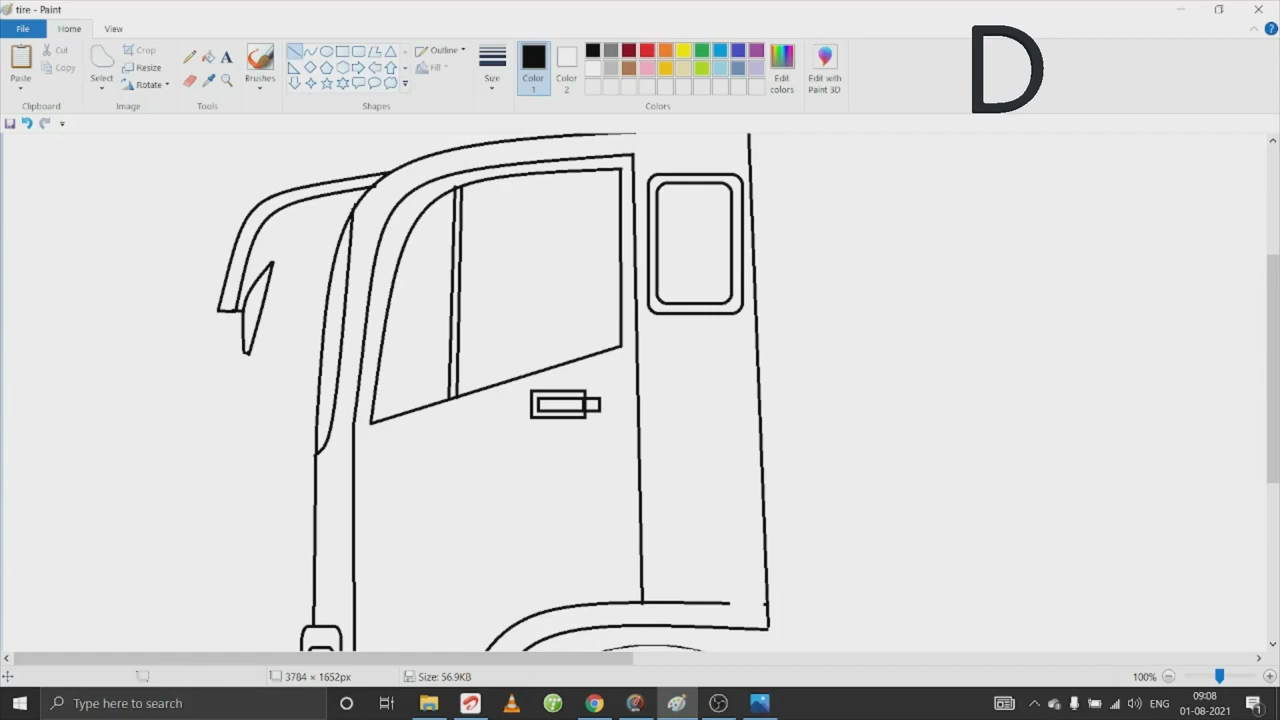 tire - Paint
D
File
Home
View
Paste
Cut
Copy
Clipboard
Select
Crop
Resize
Rotate
Image
A
Tools
Brushes
Outline
Fill
Shapes
Size
Color 1
Color 2
Edit colors
Colors
Edit with Paint 3D
3784 × 1652px
Size: 56.9KB
100%
Type here to search
ENG
09:08
01-08-2021
1